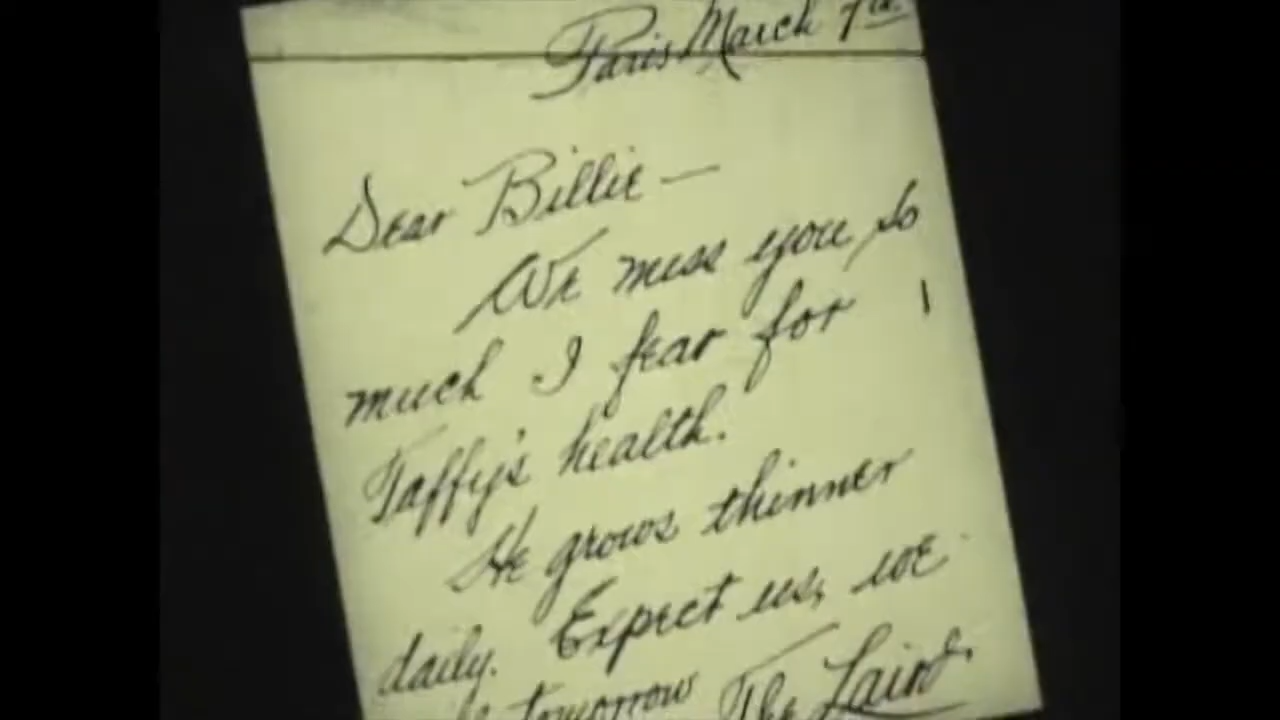 Paris March 7th
Dear Billie —
We miss you so
much I fear for
Taffy's health.
He grows thinner
daily. Expect us, we
tomorrow The Laird.